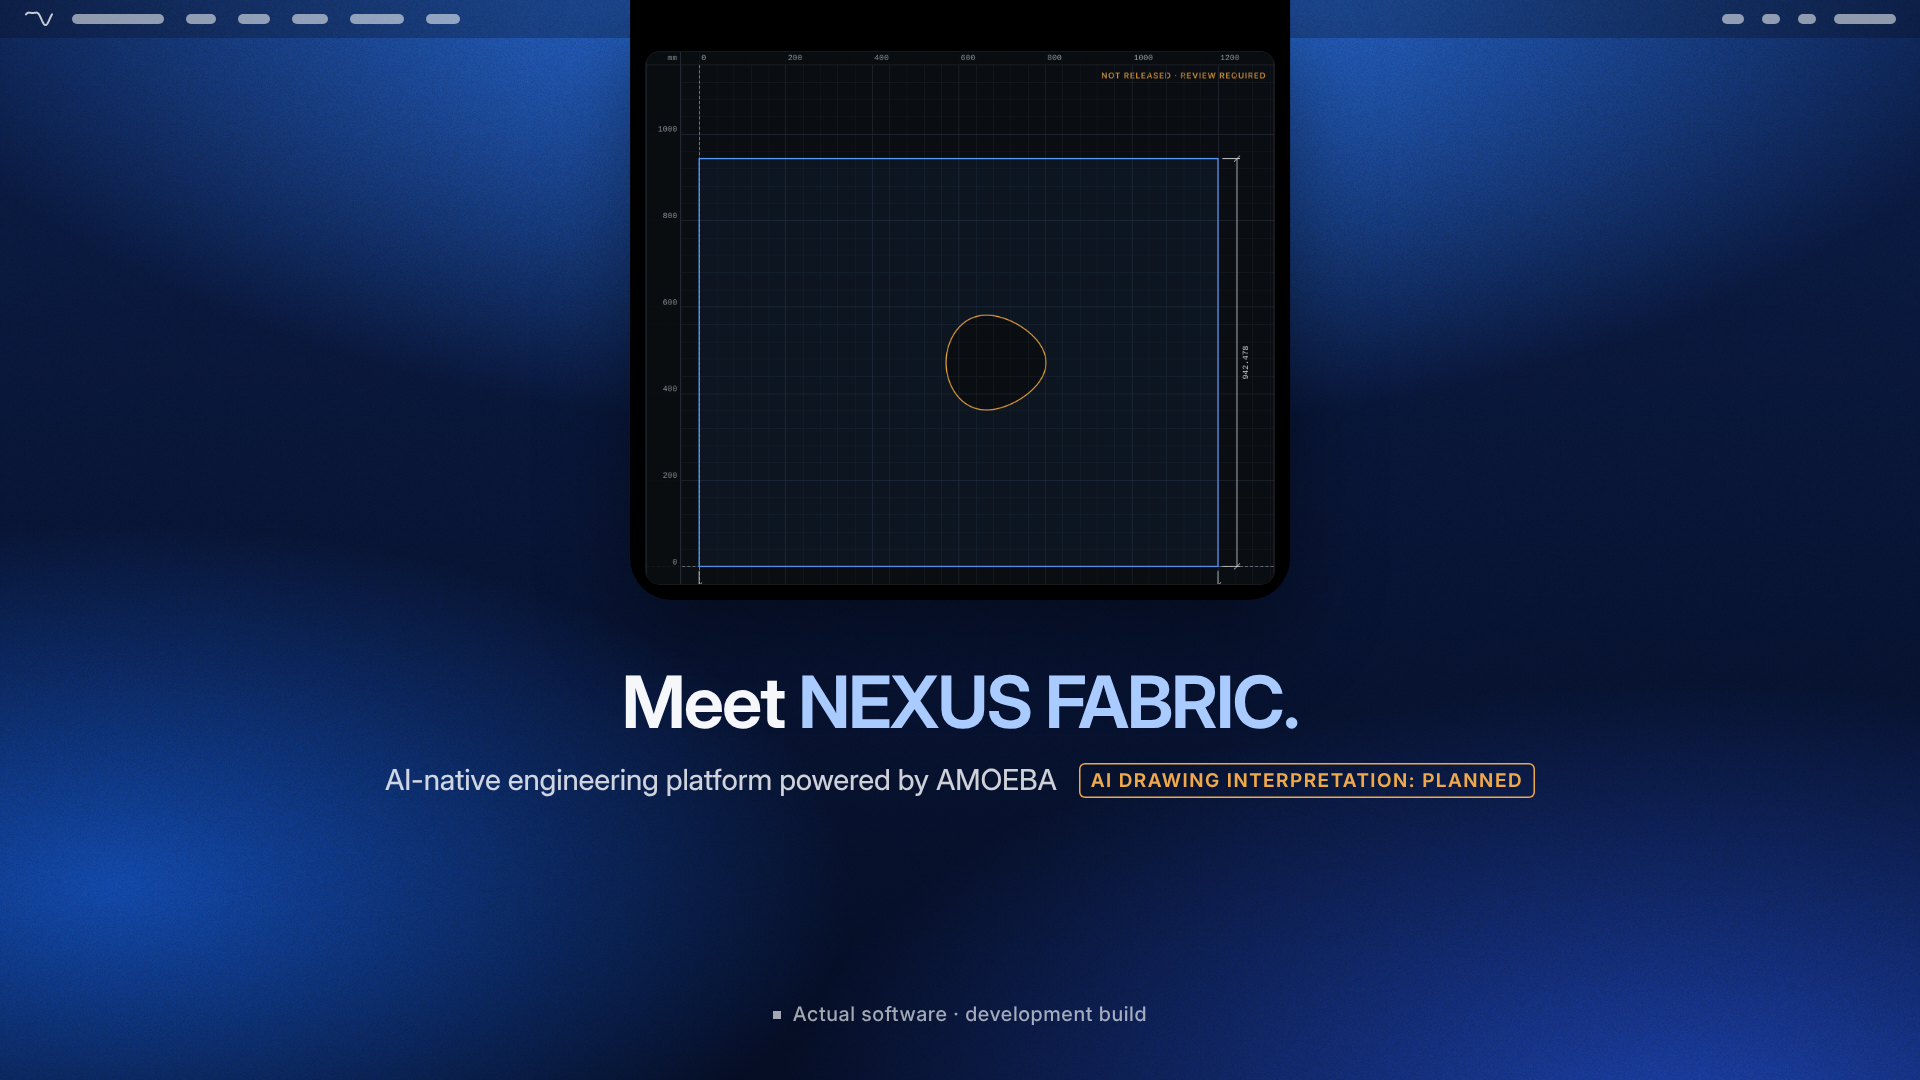 mm 0 200 400 600 800 1000 1200
NOT RELEASED · REVIEW REQUIRED
1000
800
600
942.478
400
200
0
Meet NEXUS FABRIC.
AI-native engineering platform powered by AMOEBA
AI DRAWING INTERPRETATION: PLANNED
Actual software · development build